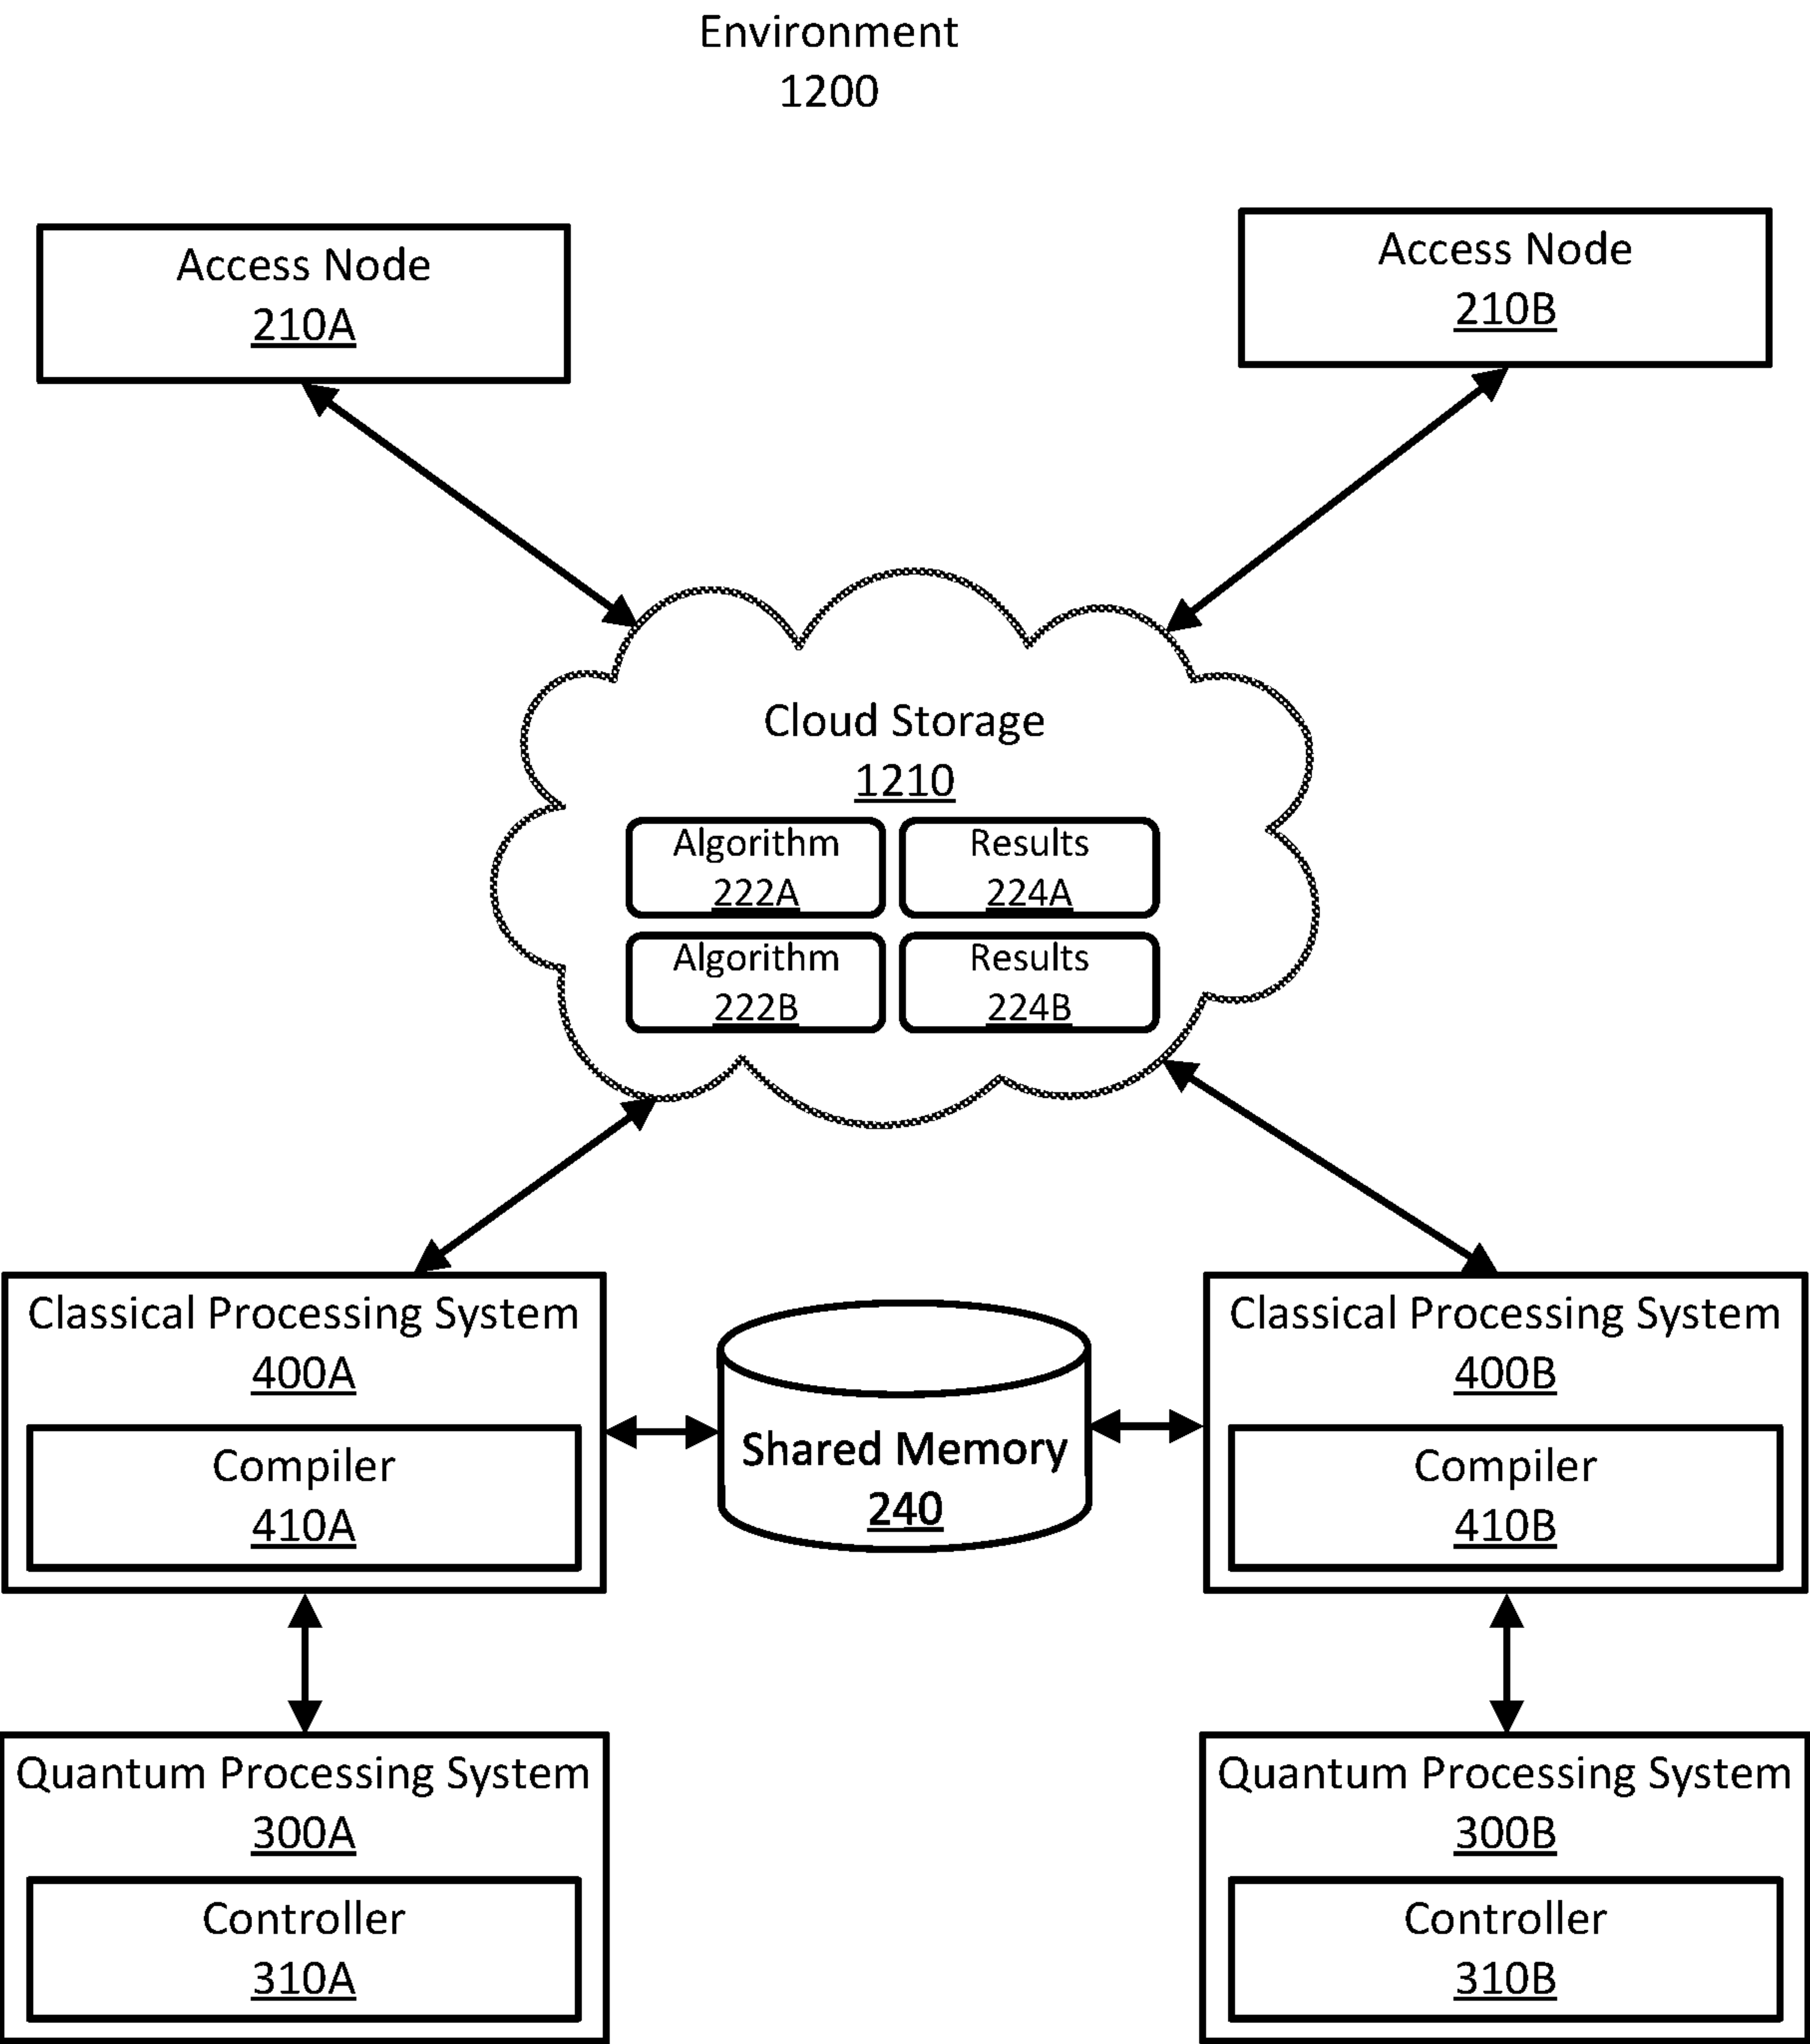 Environment
1200
Access Node
210A
Access Node
210B
Cloud Storage
1210
Algorithm
222A
Results
224A
Algorithm
222B
Results
224B
Classical Processing System
400A
Compiler
410A
Shared Memory
240
Classical Processing System
400B
Compiler
410B
Quantum Processing System
300A
Controller
310A
Quantum Processing System
300B
Controller
310B